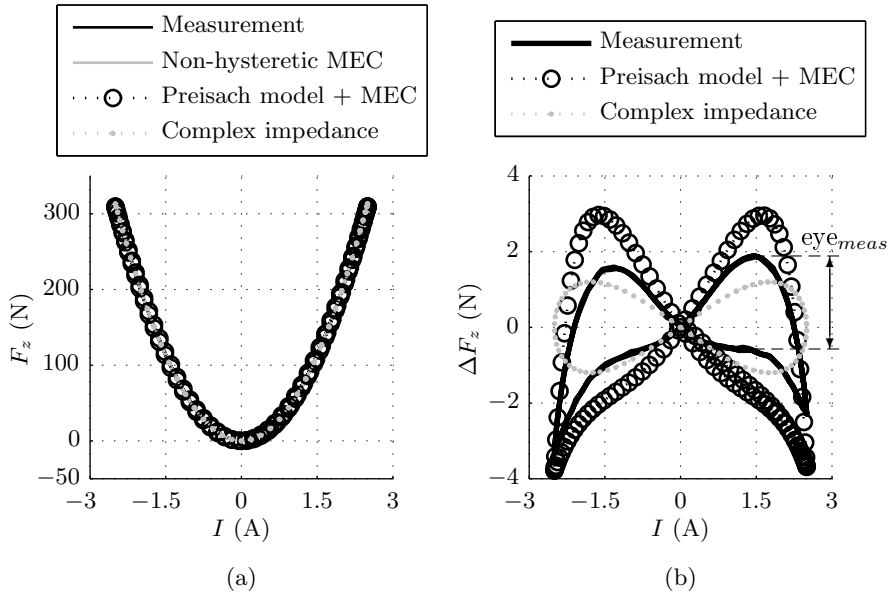 Measurement
Non-hysteretic MEC
Preisach model + MEC
Complex impedance
300
200
100
0
−50
−3
−1.5
0
1.5
3
F_z (N)
I (A)
(a)
Measurement
Preisach model + MEC
Complex impedance
4
2
0
−2
−4
−3
−1.5
0
1.5
3
ΔF_z (N)
eye_meas
I (A)
(b)